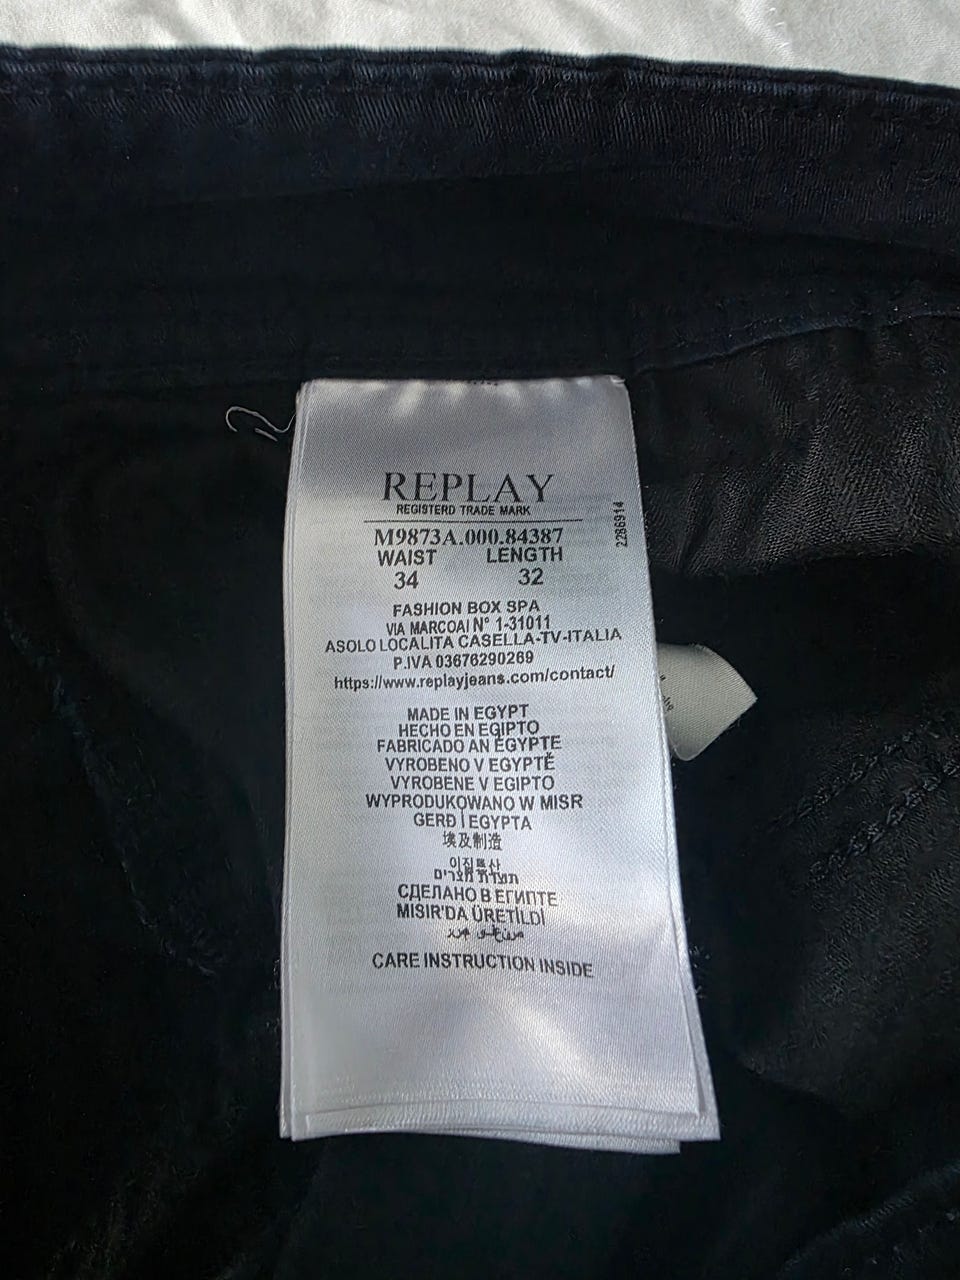 REPLAY
REGISTERD TRADE MARK
M9873A.000.84387
WAIST LENGTH
34 32
2286914
FASHION BOX SPA
VIA MARCOAI N° 1-31011
ASOLO LOCALITA CASELLA-TV-ITALIA
P.IVA 03676290269
https://www.replayjeans.com/contact/
MADE IN EGYPT
HECHO EN EGIPTO
FABRICADO AN ÉGYPTE
VYROBENO V EGYPTĚ
VYROBENE V EGIPTO
WYPRODUKOWANO W MISR
GERÐ Í EGYPTA
埃及制造
СДЕЛАНО В ЕГИПТЕ
MISIR'DA ÜRETİLDİ
CARE INSTRUCTION INSIDE